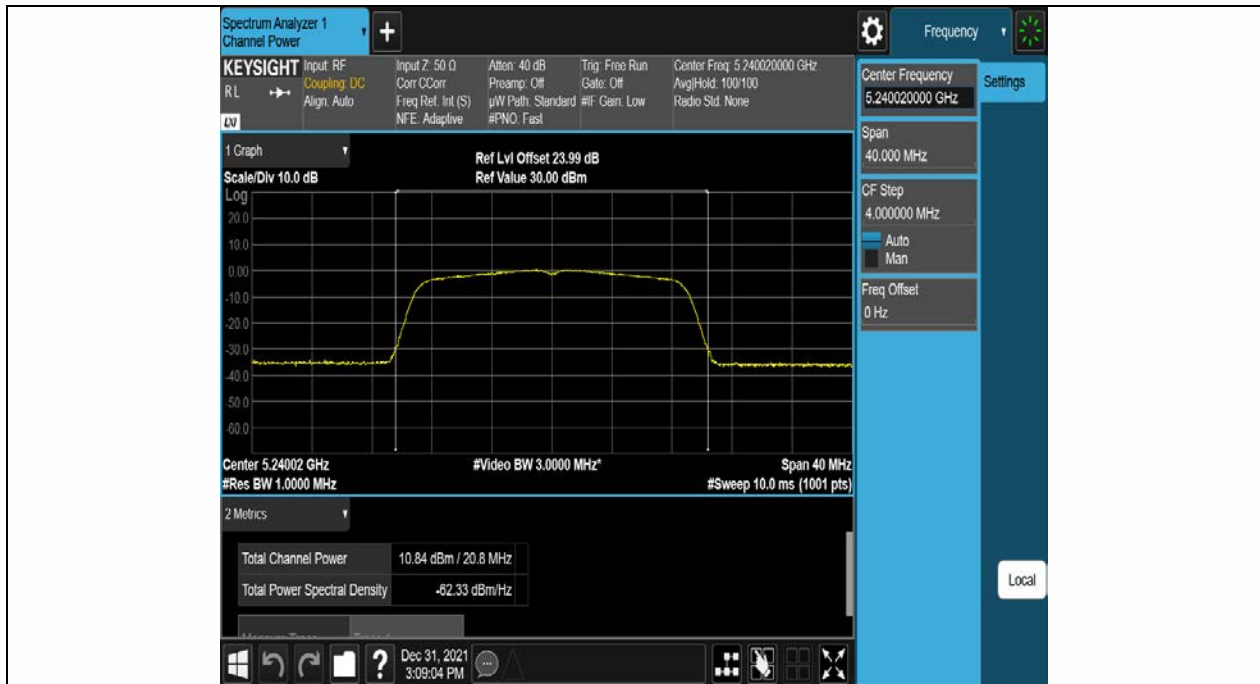 Spectrum Analyzer 1
Channel Power
Frequency
KEYSIGHT
RL
LXI
Input: RF
Coupling: DC
Align: Auto
Input Z: 50 Ω
Corr CCorr
Freq Ref: Int (S)
NFE: Adaptive
Atten: 40 dB
Preamp: Off
µW Path: Standard
#PNO: Fast
Trig: Free Run
Gate: Off
#IF Gain: Low
Center Freq: 5.240020000 GHz
Avg|Hold: 100/100
Radio Std: None
Center Frequency
5.240020000 GHz
Settings
Span
40.000 MHz
CF Step
4.000000 MHz
Auto
Man
Freq Offset
0 Hz
Local
1 Graph
Scale/Div 10.0 dB
Ref Lvl Offset 23.99 dB
Ref Value 30.00 dBm
Log
20.0
10.0
0.00
-10.0
-20.0
-30.0
-40.0
-50.0
-60.0
Center 5.24002 GHz
#Video BW 3.0000 MHz*
Span 40 MHz
#Res BW 1.0000 MHz
#Sweep 10.0 ms (1001 pts)
2 Metrics
Total Channel Power 10.84 dBm / 20.8 MHz
Total Power Spectral Density -62.33 dBm/Hz
?
Dec 31, 2021
3:09:04 PM